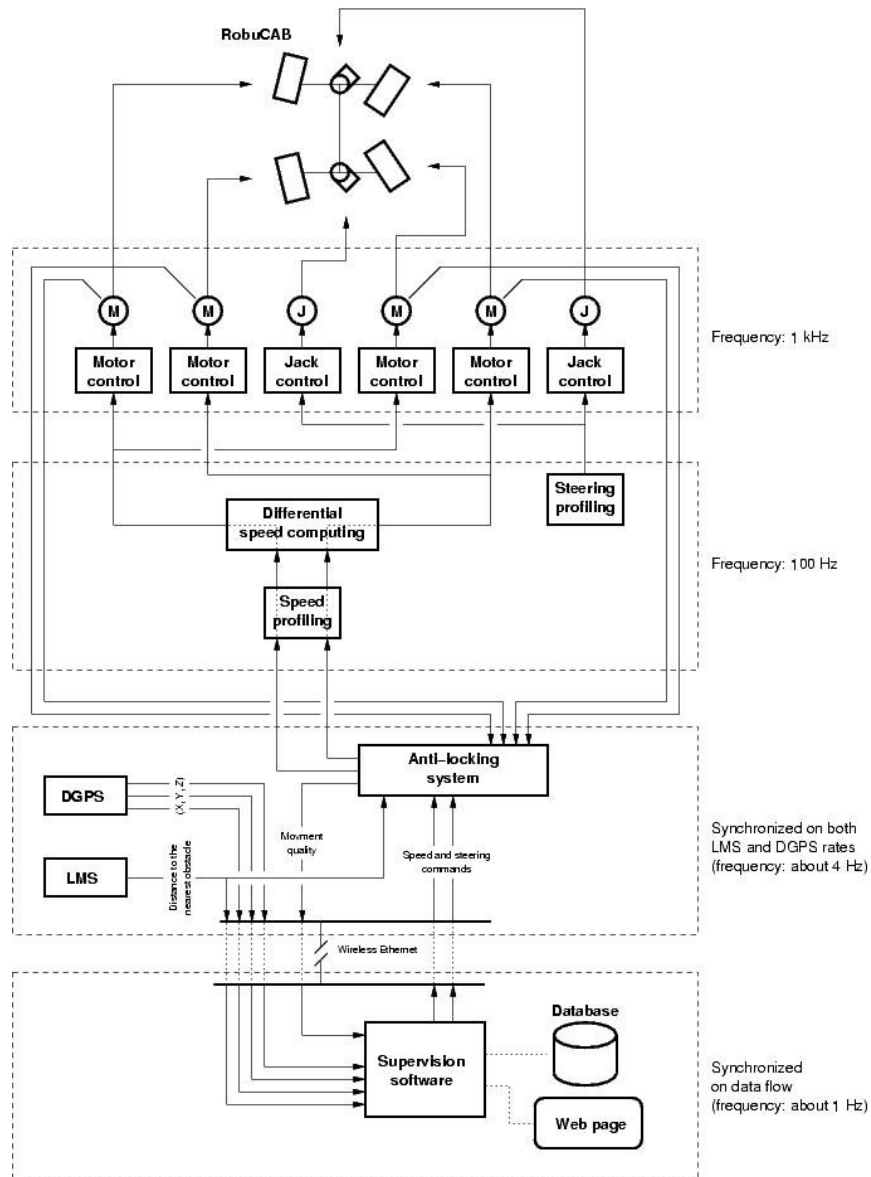 RobuCAB
M
M
J
M
M
J
Motor
control
Motor
control
Jack
control
Motor
control
Motor
control
Jack
control
Frequency: 1 kHz
Differential
speed computing
Steering
profiling
Speed
profiling
Frequency: 100 Hz
Anti-locking
system
DGPS
(X, Y, Z)
LMS
Distance to the
nearest obstacle
Movment
quality
Speed and steering
commands
Synchronized on both
LMS and DGPS rates
(frequency: about 4 Hz)
Wireless Ethernet
Supervision
software
Database
Web page
Synchronized
on data flow
(frequency: about 1 Hz)